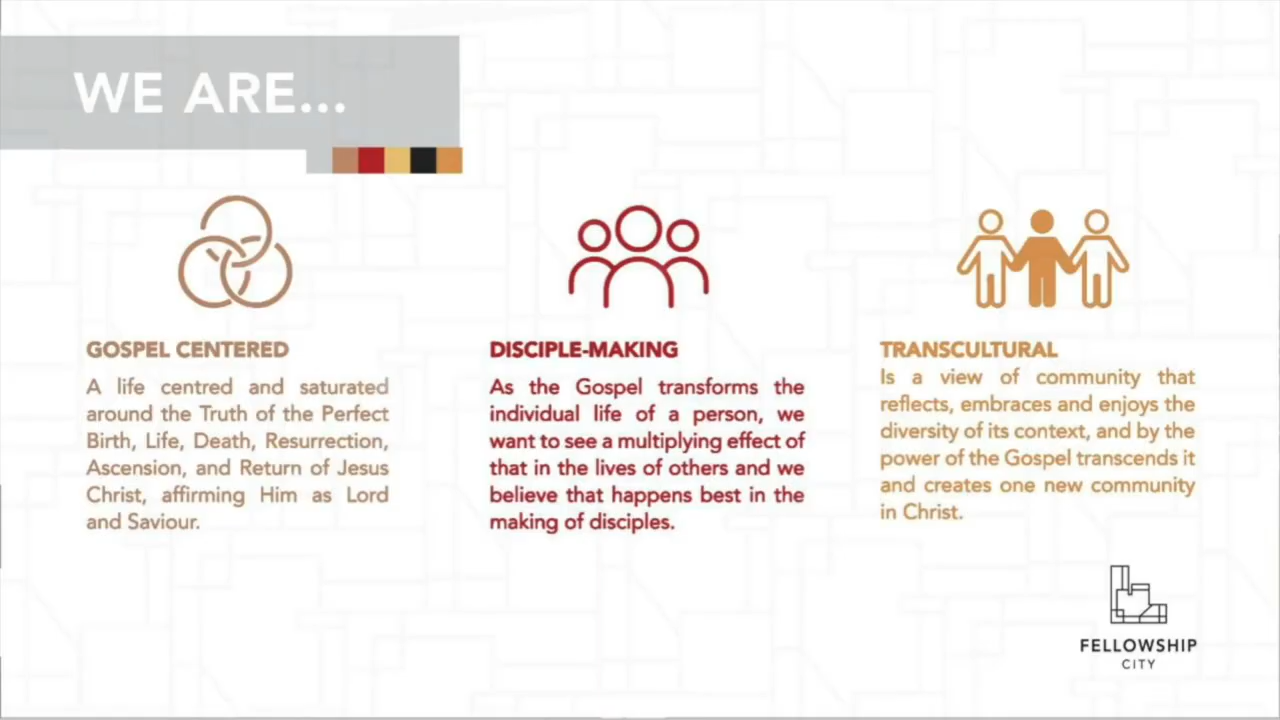 WE ARE...
GOSPEL CENTERED
A life centred and saturated
around the Truth of the Perfect
Birth, Life, Death, Resurrection,
Ascension, and Return of Jesus
Christ, affirming Him as Lord
and Saviour.
DISCIPLE-MAKING
As the Gospel transforms the
individual life of a person, we
want to see a multiplying effect of
that in the lives of others and we
believe that happens best in the
making of disciples.
TRANSCULTURAL
Is a view of community that
reflects, embraces and enjoys the
diversity of its context, and by the
power of the Gospel transcends it
and creates one new community
in Christ.
FELLOWSHIP
CITY